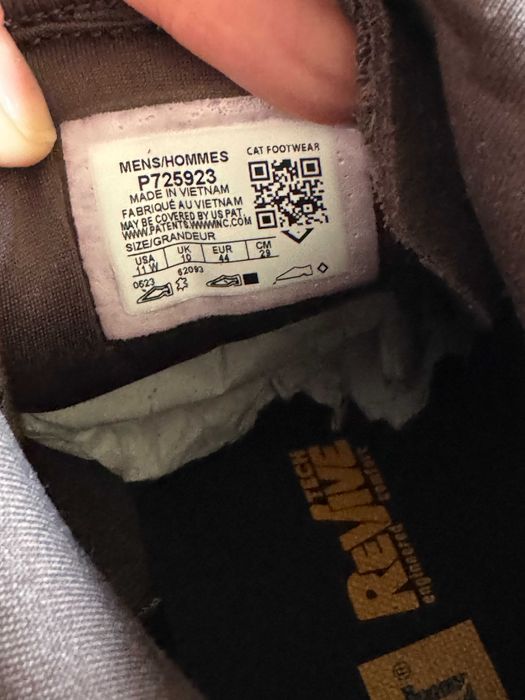 MENS/HOMMES
CAT FOOTWEAR
P725923
MADE IN VIETNAM
FABRIQUÉ AU VIETNAM
MAY BE COVERED BY US PAT.
WWW.PATENTS.WWWINC.COM
SIZE/GRANDEUR
USA UK EUR CM
11 W 10 44 29
0623 62093
REVIVE
TECH
engineered